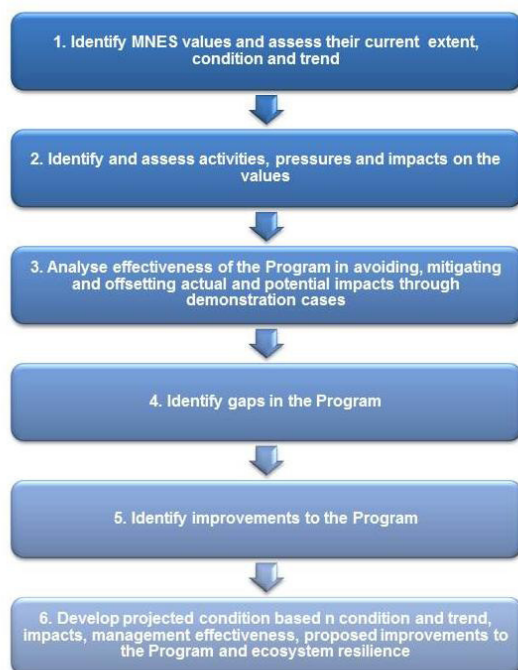 1. Identify MNES values and assess their current extent,
condition and trend
2. Identify and assess activities, pressures and impacts on the
values
3. Analyse effectiveness of the Program in avoiding, mitigating
and offsetting actual and potential impacts through
demonstration cases
4. Identify gaps in the Program
5. Identify improvements to the Program
6. Develop projected condition based n condition and trend,
impacts, management effectiveness, proposed improvements to
the Program and ecosystem resilience